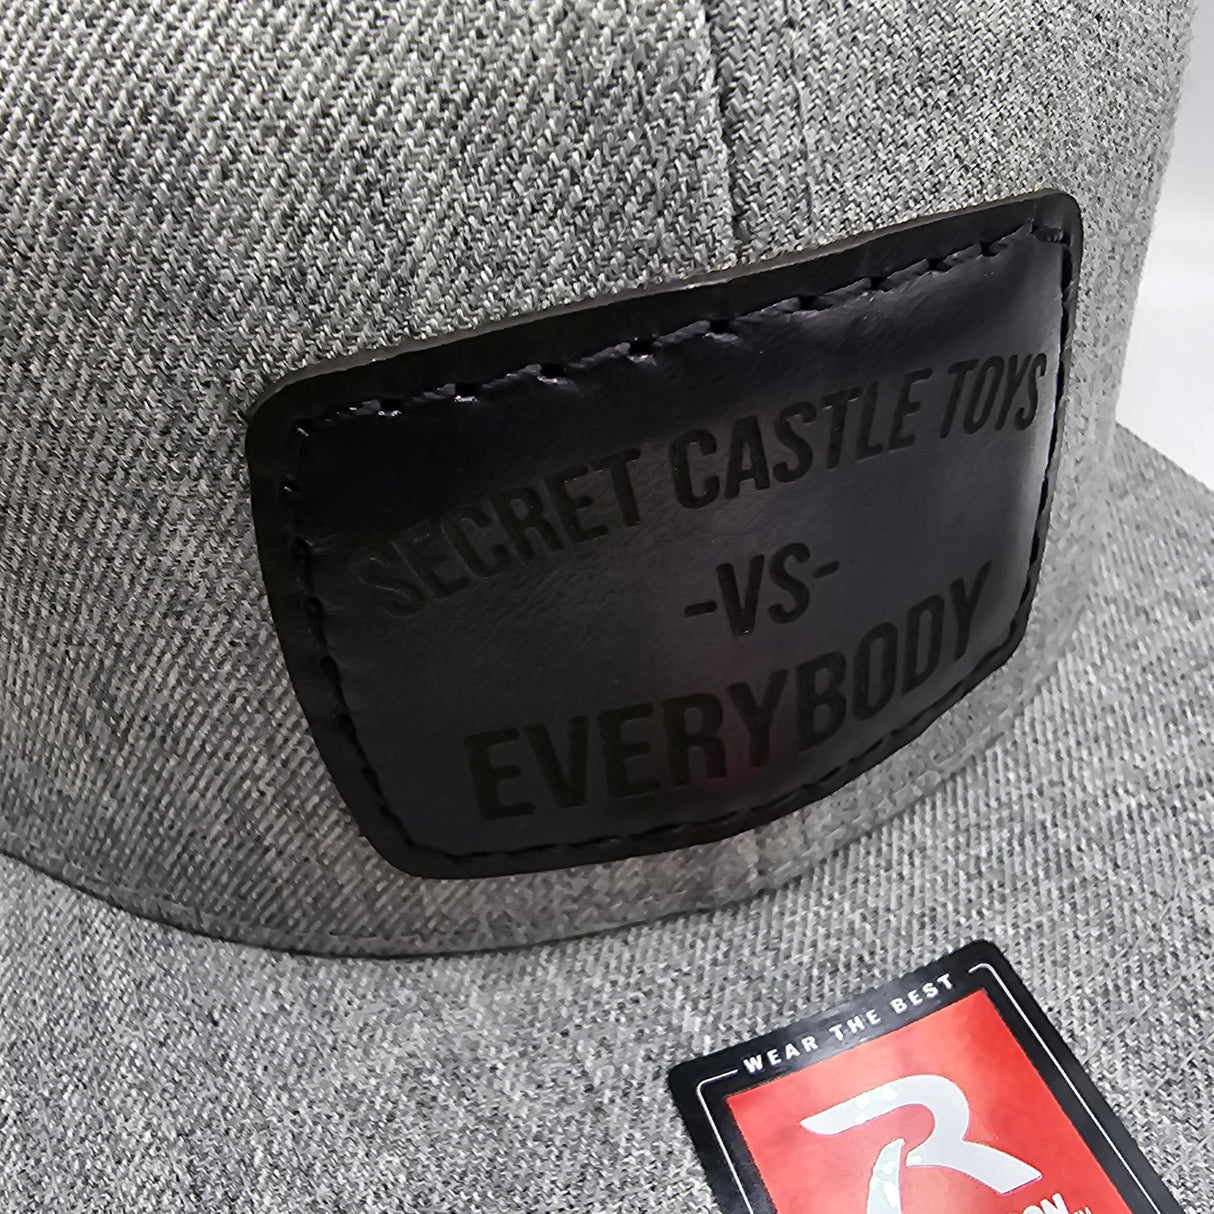 SECRET CASTLE TOYS
-VS-
EVERYBODY
WEAR THE BEST
R